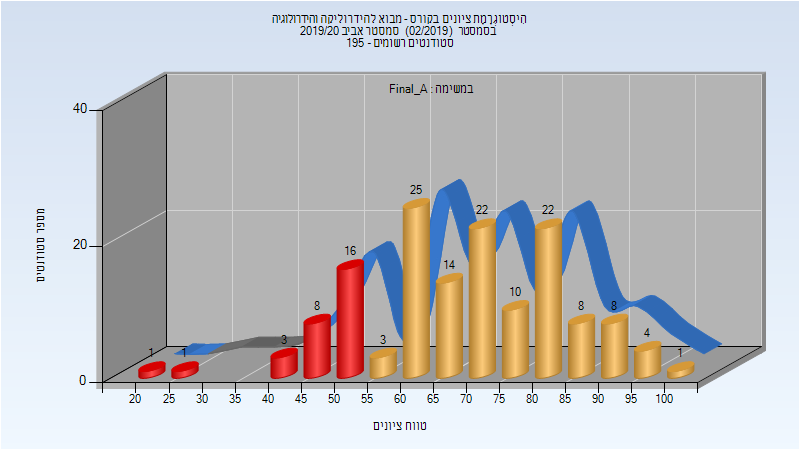 הִיסְטוֹגְרָמַת ציונים בקורס - מבוא להידרוליקה והידרולוגיה
בסמסטר (02/2019) סמסטר אביב 2019/20
סטודנטים רשומים - 195
במשימה : Final_A
מספר סטודנטים
40
20
0
1 1 3 8 16 3 25 14 22 10 22 8 8 4 1
20 25 30 35 40 45 50 55 60 65 70 75 80 85 90 95 100
טווח ציונים